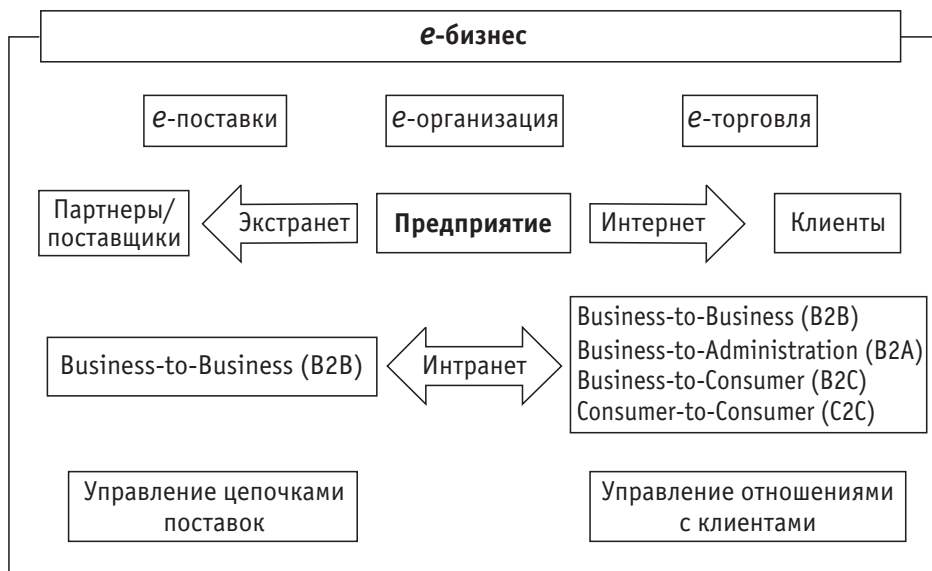 e-бизнес
e-поставки
e-организация
e-торговля
Партнеры/
поставщики
Экстранет
Предприятие
Интернет
Клиенты
Business-to-Business (B2B)
Интранет
Business-to-Business (B2B)
Business-to-Administration (B2A)
Business-to-Consumer (B2C)
Consumer-to-Consumer (C2C)
Управление цепочками
поставок
Управление отношениями
с клиентами